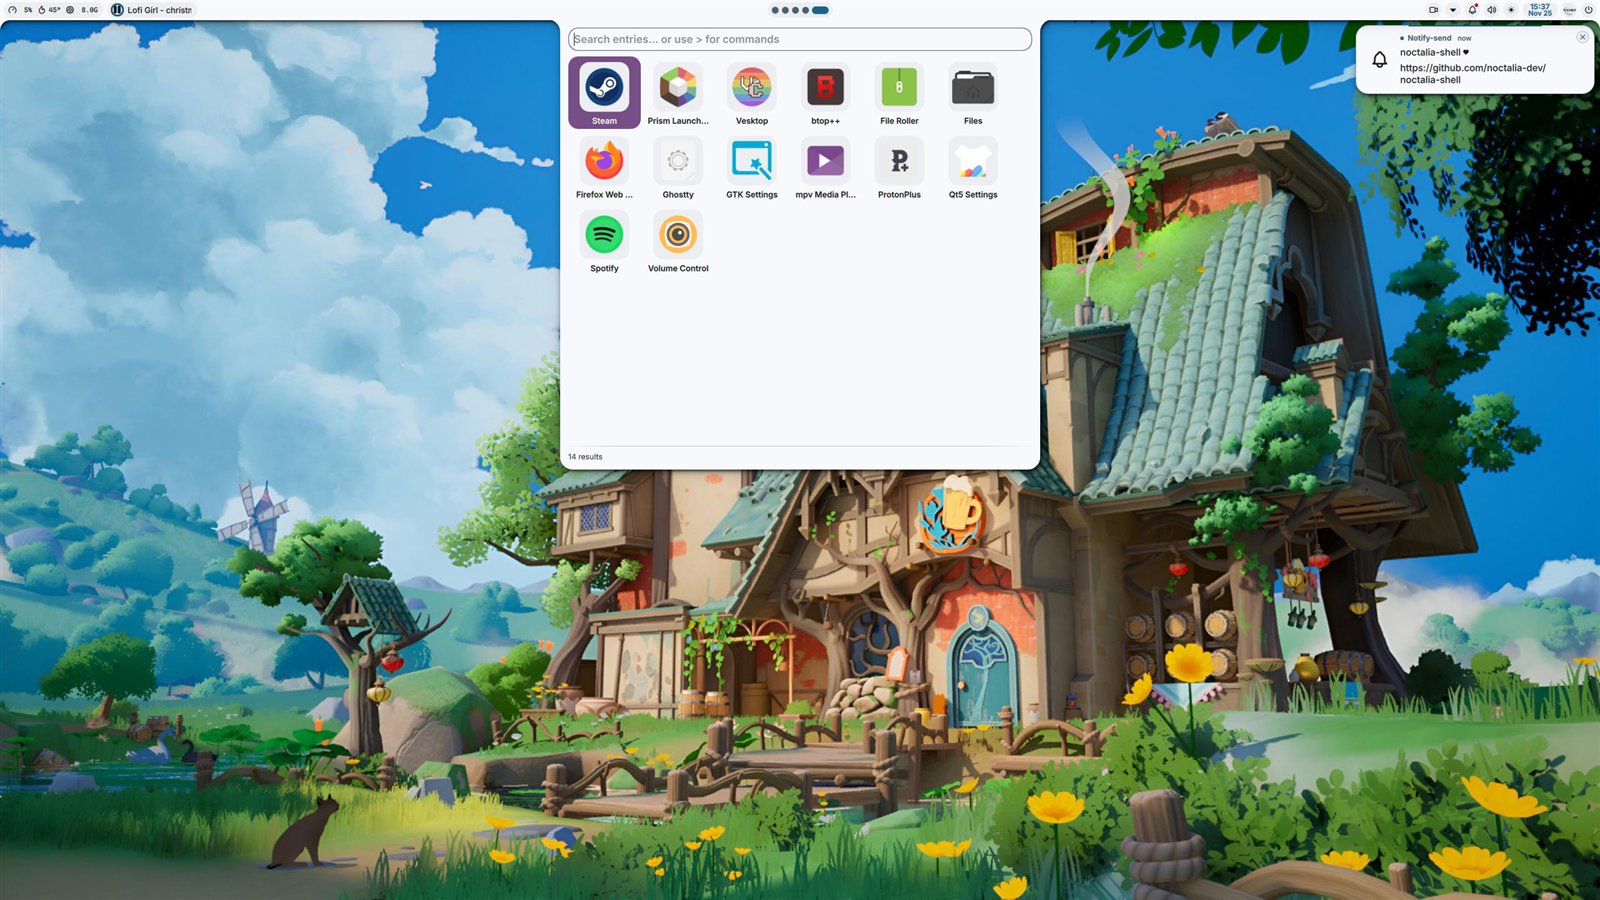 5% 45° 8.0G Lofi Girl - christm
15:37
Nov 25
Search entries... or use > for commands
Steam Prism Launch... Vesktop btop++ File Roller Files
Firefox Web ... Ghostty GTK Settings mpv Media Pl... ProtonPlus Qt5 Settings
Spotify Volume Control
14 results
Notify-send now
noctalia-shell ♥
https://github.com/noctalia-dev/
noctalia-shell